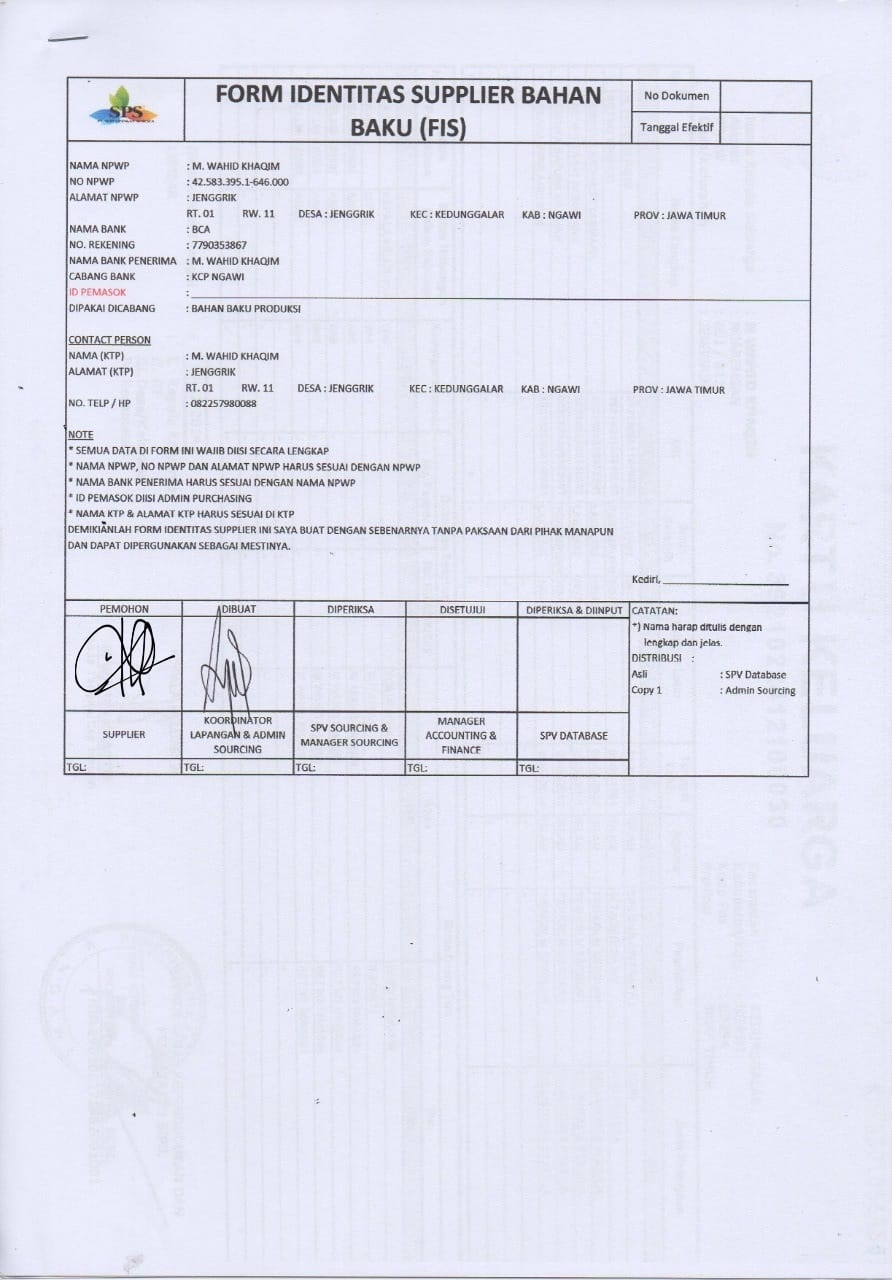 SPS
FORM IDENTITAS SUPPLIER BAHAN
BAKU (FIS)
No Dokumen
Tanggal Efektif
NAMA NPWP : M. WAHID KHAQIM
NO NPWP : 42.583.395.1-646.000
ALAMAT NPWP : JENGGRIK
RT. 01 RW. 11 DESA : JENGGRIK KEC : KEDUNGGALAR KAB : NGAWI PROV : JAWA TIMUR
NAMA BANK : BCA
NO. REKENING : 7790353867
NAMA BANK PENERIMA : M. WAHID KHAQIM
CABANG BANK : KCP NGAWI
ID PEMASOK :
DIPAKAI DICABANG : BAHAN BAKU PRODUKSI
CONTACT PERSON
NAMA (KTP) : M. WAHID KHAQIM
ALAMAT (KTP) : JENGGRIK
RT. 01 RW. 11 DESA : JENGGRIK KEC : KEDUNGGALAR KAB : NGAWI PROV : JAWA TIMUR
NO. TELP / HP : 082257980088
NOTE
* SEMUA DATA DI FORM INI WAJIB DIISI SECARA LENGKAP
* NAMA NPWP, NO NPWP DAN ALAMAT NPWP HARUS SESUAI DENGAN NPWP
* NAMA BANK PENERIMA HARUS SESUAI DENGAN NAMA NPWP
* ID PEMASOK DIISI ADMIN PURCHASING
* NAMA KTP & ALAMAT KTP HARUS SESUAI DI KTP
DEMIKIANLAH FORM IDENTITAS SUPPLIER INI SAYA BUAT DENGAN SEBENARNYA TANPA PAKSAAN DARI PIHAK MANAPUN
DAN DAPAT DIPERGUNAKAN SEBAGAI MESTINYA.
Kediri,
PEMOHON DIBUAT DIPERIKSA DISETUJUI DIPERIKSA & DIINPUT
CATATAN:
*) Nama harap ditulis dengan
lengkap dan jelas.
DISTRIBUSI :
Asli : SPV Database
Copy 1 : Admin Sourcing
SUPPLIER
KOORDINATOR
LAPANGAN & ADMIN
SOURCING
SPV SOURCING &
MANAGER SOURCING
MANAGER
ACCOUNTING &
FINANCE
SPV DATABASE
TGL: TGL: TGL: TGL: TGL:
KARTU KELUARGA